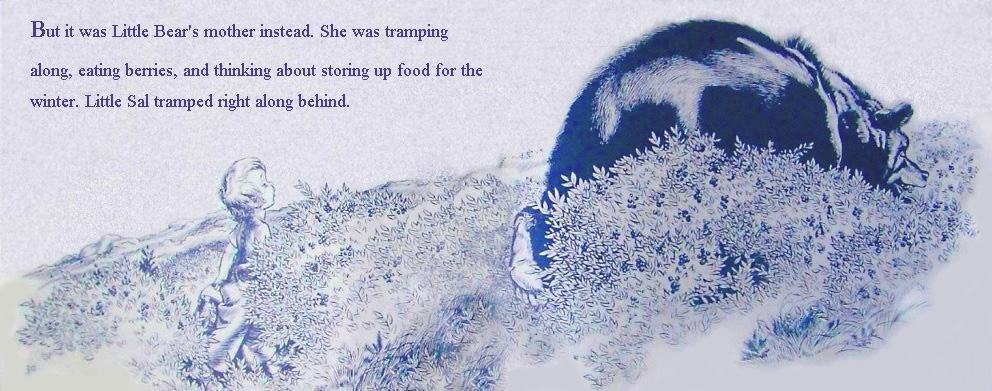 But it was Little Bear's mother instead. She was tramping
along, eating berries, and thinking about storing up food for the
winter. Little Sal tramped right along behind.